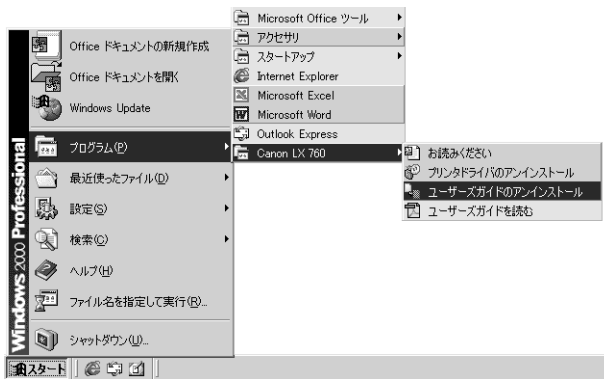 Windows 2000 Professional
Office ドキュメントの新規作成
Office ドキュメントを開く
Windows Update
プログラム(P)
最近使ったファイル(D)
設定(S)
検索(C)
ヘルプ(H)
ファイル名を指定して実行(R)...
シャットダウン(U)...
スタート
Microsoft Office ツール
アクセサリ
スタートアップ
Internet Explorer
Microsoft Excel
Microsoft Word
Outlook Express
Canon LX 760
お読みください
プリンタドライバのアンインストール
ユーザーズガイドのアンインストール
ユーザーズガイドを読む